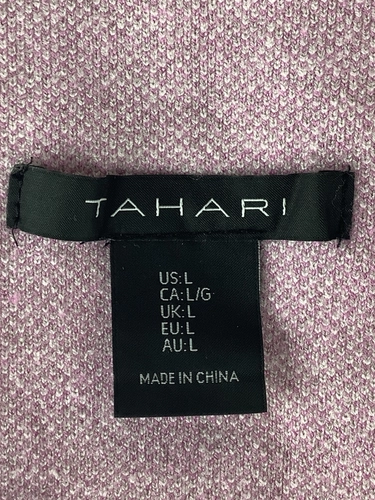 TAHARI
US:L
CA:L/G
UK:L
EU:L
AU:L
MADE IN CHINA